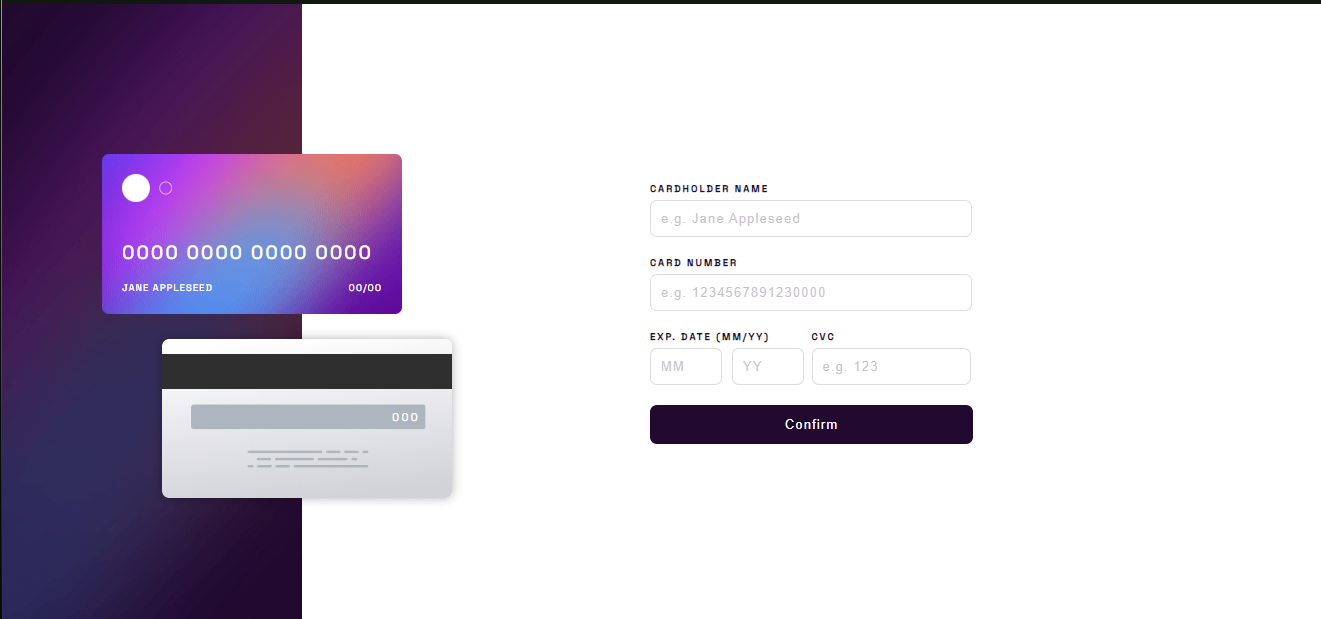 0000 0000 0000 0000
JANE APPLESEED 00/00
000
CARDHOLDER NAME
e.g. Jane Appleseed
CARD NUMBER
e.g. 1234567891230000
EXP. DATE (MM/YY) CVC
MM YY e.g. 123
Confirm